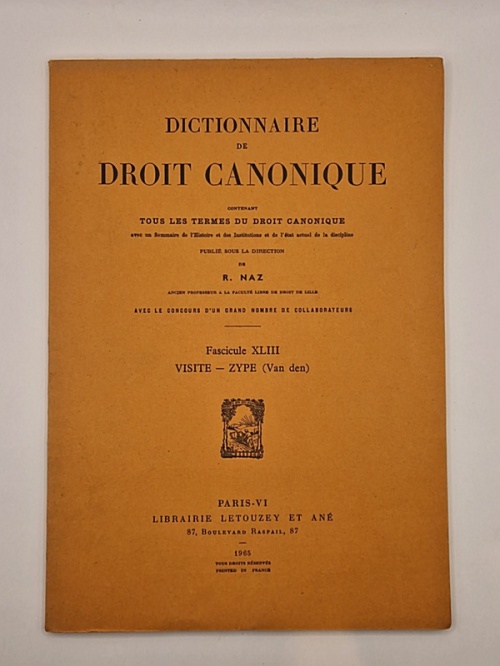 DICTIONNAIRE
DE
DROIT CANONIQUE
CONTENANT
TOUS LES TERMES DU DROIT CANONIQUE
avec un Sommaire de l'Histoire et des Institutions et de l'état actuel de la discipline
PUBLIÉ SOUS LA DIRECTION
DE
R. NAZ
ANCIEN PROFESSEUR A LA FACULTÉ LIBRE DE DROIT DE LILLE
AVEC LE CONCOURS D'UN GRAND NOMBRE DE COLLABORATEURS
Fascicule XLIII
VISITE — ZYPE (Van den)
PARIS-VI
LIBRAIRIE LETOUZEY ET ANÉ
87, Boulevard Raspail, 87
1965
TOUS DROITS RÉSERVÉS
PRINTED IN FRANCE